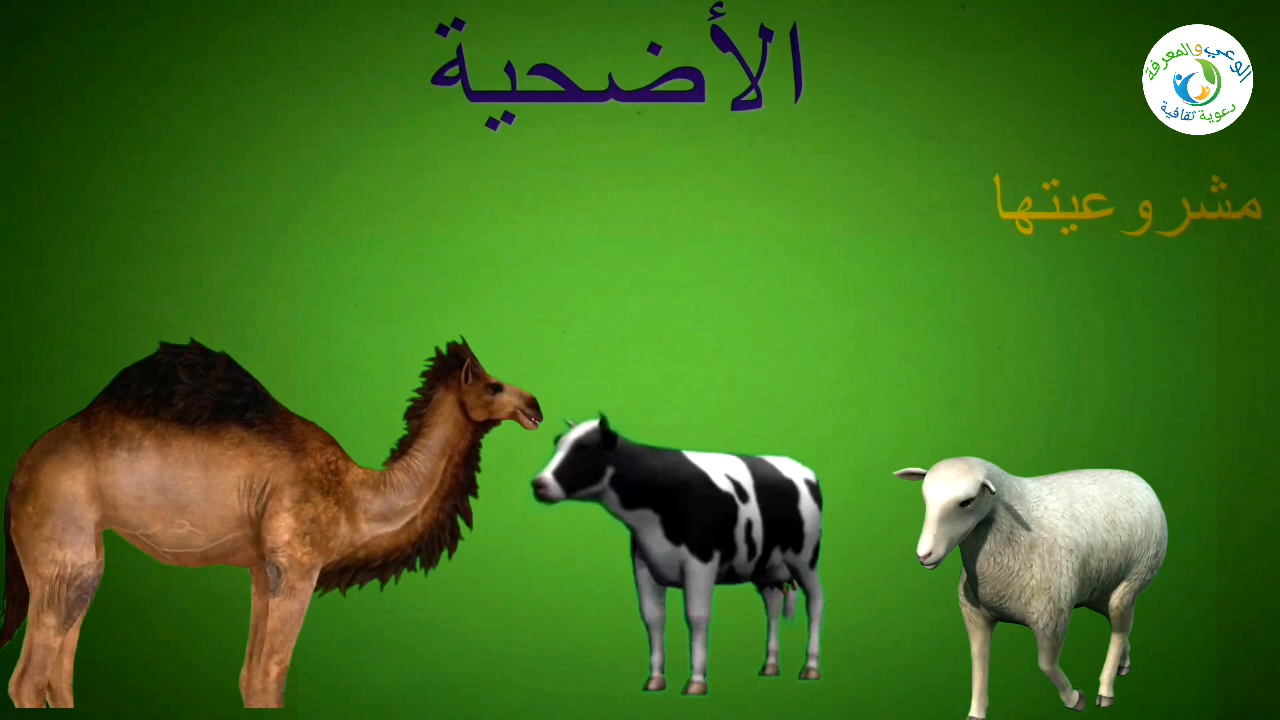 الأضحية
الوعي والمعرفة
دعوية ثقافية
مشروعيتها